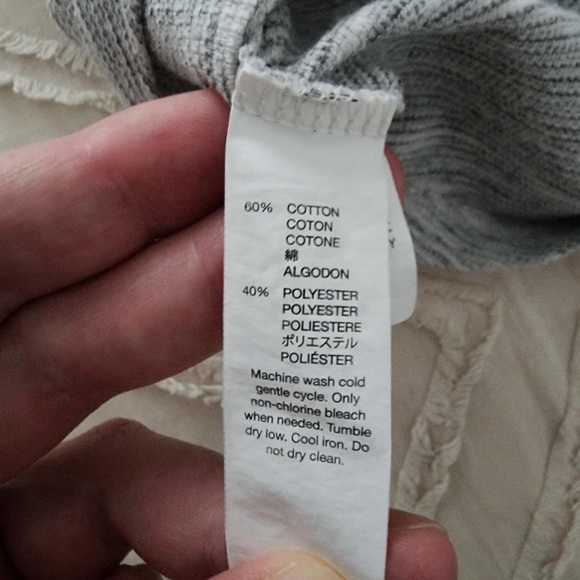 60% COTTON
COTON
COTONE
綿
ALGODON
40% POLYESTER
POLYESTER
POLIESTERE
ポリエステル
POLIÉSTER
Machine wash cold
gentle cycle. Only
non-chlorine bleach
when needed. Tumble
dry low. Cool iron. Do
not dry clean.